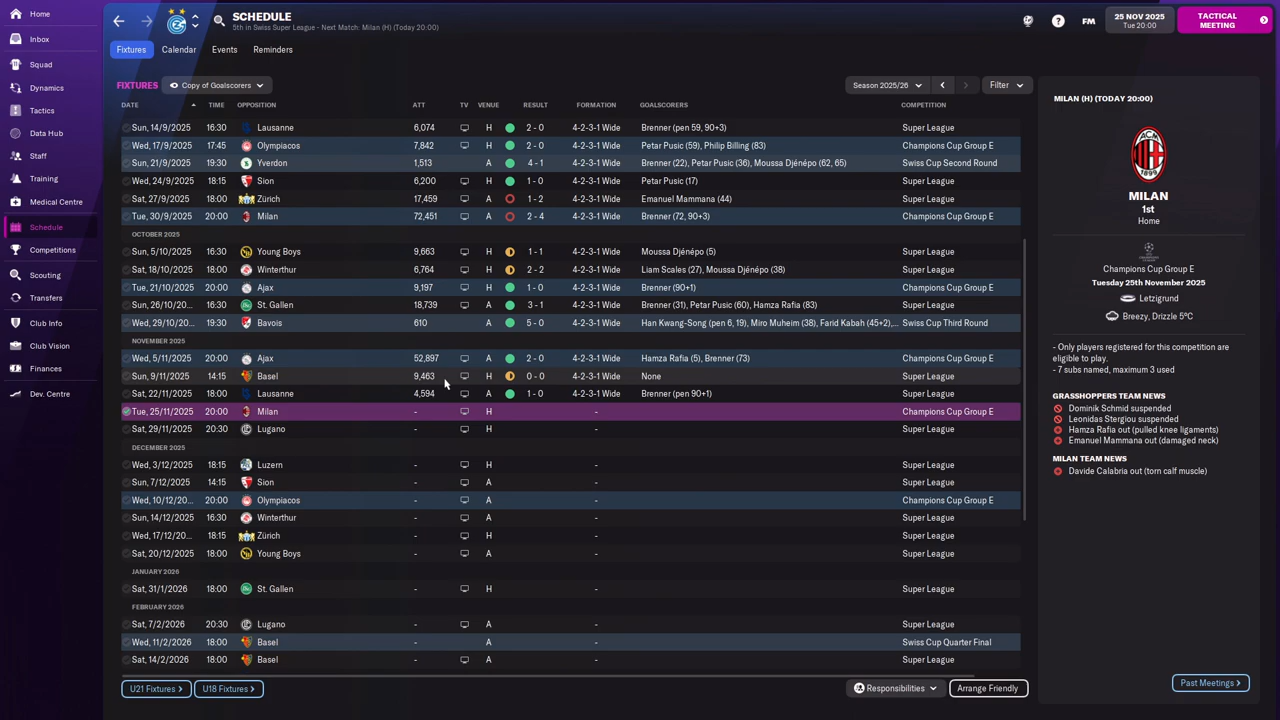 Home
SCHEDULE
5th in Swiss Super League - Next Match: Milan (H) (Today 20:00)
FM
25 NOV 2025
Tue 20:00
TACTICAL MEETING
Inbox
Squad
Dynamics
Tactics
Data Hub
Staff
Training
Medical Centre
Schedule
Competitions
Scouting
Transfers
Club Info
Club Vision
Finances
Dev. Centre
Fixtures Calendar Events Reminders
FIXTURES Copy of Goalscorers Season 2025/26 Filter
DATE TIME OPPOSITION ATT TV VENUE RESULT FORMATION GOALSCORERS COMPETITION
Sun, 14/9/2025 16:30 Lausanne 6,074 H 2 - 0 4-2-3-1 Wide Brenner (pen 59, 90+3) Super League
Wed, 17/9/2025 17:45 Olympiacos 7,842 H 2 - 0 4-2-3-1 Wide Petar Pusic (59), Philip Billing (83) Champions Cup Group E
Sun, 21/9/2025 19:30 Yverdon 1,513 A 4 - 1 4-2-3-1 Wide Brenner (22), Petar Pusic (36), Moussa Djénépo (62, 65) Swiss Cup Second Round
Wed, 24/9/2025 18:15 Sion 6,200 H 1 - 0 4-2-3-1 Wide Petar Pusic (17) Super League
Sat, 27/9/2025 18:00 Zürich 17,459 A 1 - 2 4-2-3-1 Wide Emanuel Mammana (44) Super League
Tue, 30/9/2025 20:00 Milan 72,451 A 2 - 4 4-2-3-1 Wide Brenner (72, 90+3) Champions Cup Group E
OCTOBER 2025
Sun, 5/10/2025 16:30 Young Boys 9,663 H 1 - 1 4-2-3-1 Wide Moussa Djénépo (5) Super League
Sat, 18/10/2025 18:00 Winterthur 6,764 H 2 - 2 4-2-3-1 Wide Liam Scales (27), Moussa Djénépo (38) Super League
Tue, 21/10/2025 20:00 Ajax 9,197 H 1 - 0 4-2-3-1 Wide Brenner (90+1) Champions Cup Group E
Sun, 26/10/20... 16:30 St. Gallen 18,739 A 3 - 1 4-2-3-1 Wide Brenner (31), Petar Pusic (60), Hamza Rafia (83) Super League
Wed, 29/10/20... 19:30 Bavois 610 A 5 - 0 4-2-3-1 Wide Han Kwang-Song (pen 6, 19), Miro Muheim (38), Farid Kabah (45+2),... Swiss Cup Third Round
NOVEMBER 2025
Wed, 5/11/2025 20:00 Ajax 52,897 A 2 - 0 4-2-3-1 Wide Hamza Rafia (5), Brenner (73) Champions Cup Group E
Sun, 9/11/2025 14:15 Basel 9,463 H 0 - 0 4-2-3-1 Wide None Super League
Sat, 22/11/2025 18:00 Lausanne 4,594 A 1 - 0 4-2-3-1 Wide Brenner (pen 90+1) Super League
Tue, 25/11/2025 20:00 Milan - H - Champions Cup Group E
Sat, 29/11/2025 20:30 Lugano - H - Super League
DECEMBER 2025
Wed, 3/12/2025 18:15 Luzern - H - Super League
Sun, 7/12/2025 14:15 Sion - A - Super League
Wed, 10/12/20... 20:00 Olympiacos - A - Champions Cup Group E
Sun, 14/12/2025 16:30 Winterthur - A - Super League
Wed, 17/12/20... 18:15 Zürich - H - Super League
Sat, 20/12/2025 18:00 Young Boys - A - Super League
JANUARY 2026
Sat, 31/1/2026 18:00 St. Gallen - H - Super League
FEBRUARY 2026
Sat, 7/2/2026 20:30 Lugano - A - Super League
Wed, 11/2/2026 18:00 Basel - A - Swiss Cup Quarter Final
Sat, 14/2/2026 18:00 Basel - A - Super League
U21 Fixtures U18 Fixtures Responsibilities Arrange Friendly
MILAN (H) (TODAY 20:00)
ACM
1899
MILAN
1st
Home
Champions Cup Group E
Tuesday 25th November 2025
Letzigrund
Breezy, Drizzle 5°C
- Only players registered for this competition are
eligible to play.
- 7 subs named, maximum 3 used
GRASSHOPPERS TEAM NEWS
Dominik Schmid suspended
Leonidas Stergiou suspended
Hamza Rafia out (pulled knee ligaments)
Emanuel Mammana out (damaged neck)
MILAN TEAM NEWS
Davide Calabria out (torn calf muscle)
Past Meetings